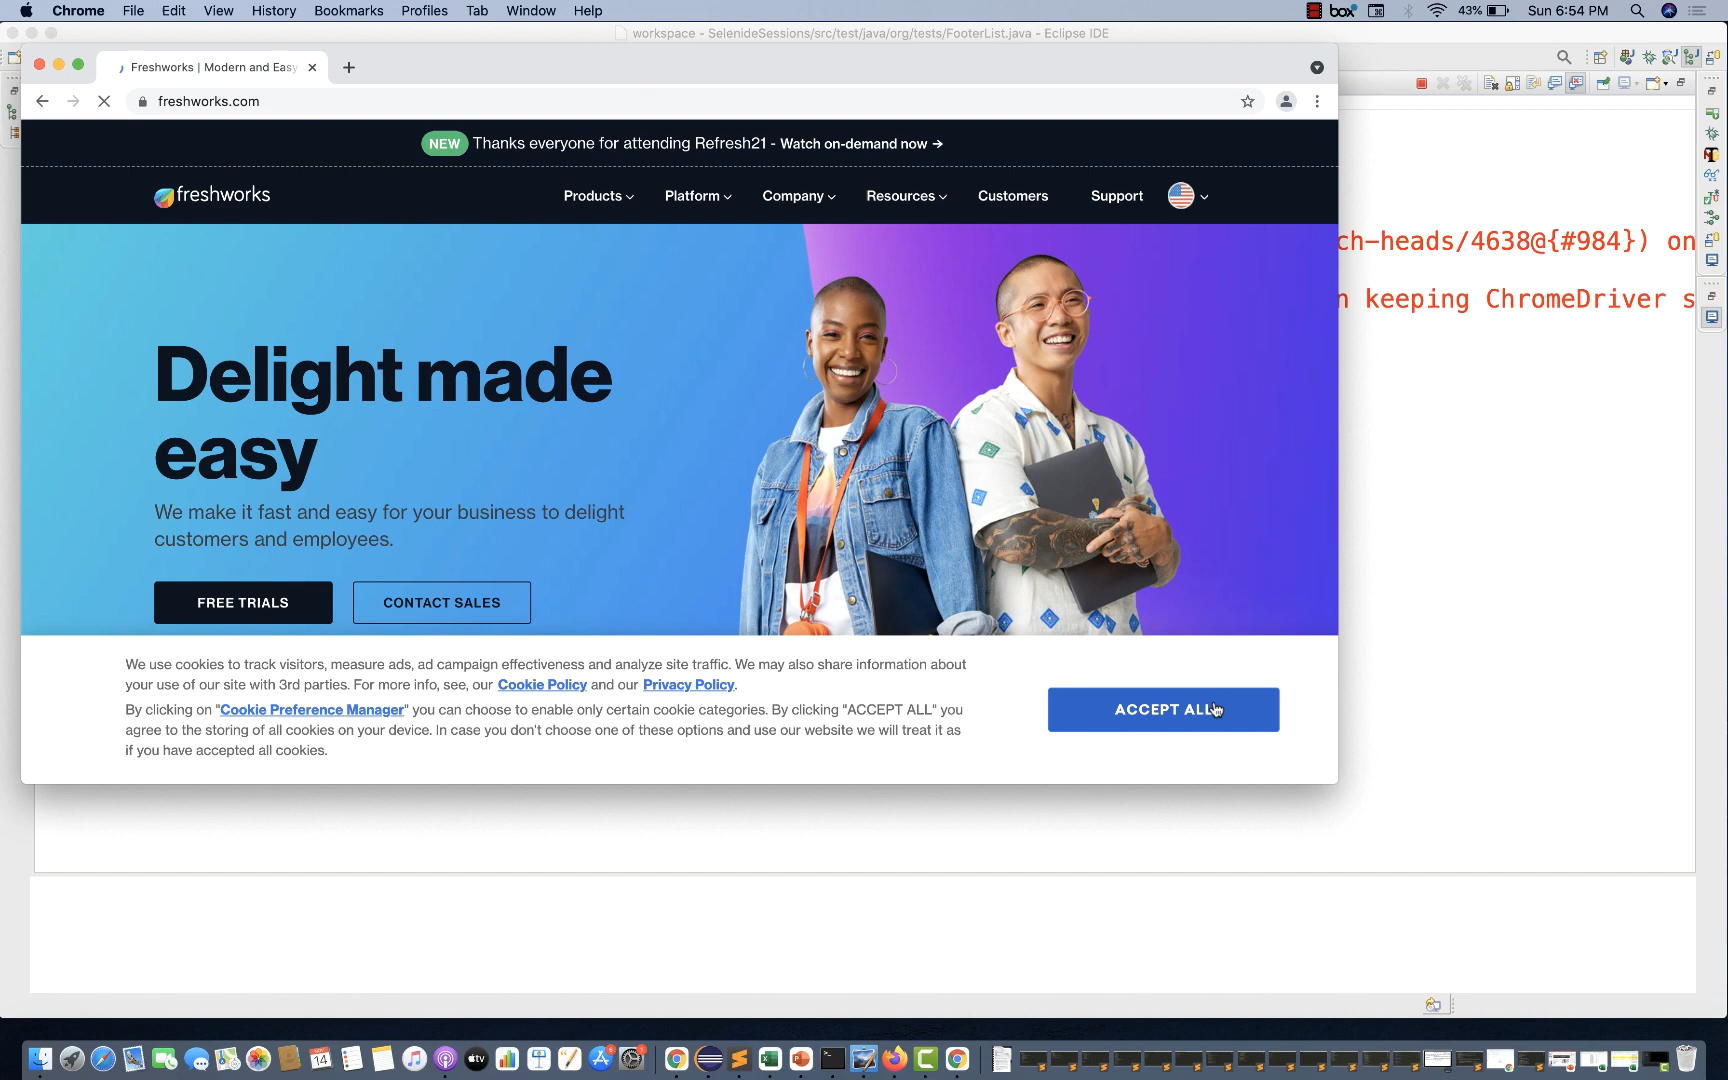 Chrome File Edit View History Bookmarks Profiles Tab Window Help box 43% Sun 6:54 PM
workspace - SelenideSessions/src/test/java/org/tests/FooterList.java - Eclipse IDE
Freshworks | Modern and Easy
freshworks.com
NEW Thanks everyone for attending Refresh21 - Watch on-demand now →
freshworks Products Platform Company Resources Customers Support
ch-heads/4638@{#984}) on
n keeping ChromeDriver s
Delight made
easy
We make it fast and easy for your business to delight
customers and employees.
FREE TRIALS CONTACT SALES
We use cookies to track visitors, measure ads, ad campaign effectiveness and analyze site traffic. We may also share information about
your use of our site with 3rd parties. For more info, see, our Cookie Policy and our Privacy Policy.
By clicking on "Cookie Preference Manager" you can choose to enable only certain cookie categories. By clicking "ACCEPT ALL" you
agree to the storing of all cookies on your device. In case you don't choose one of these options and use our website we will treat it as
if you have accepted all cookies.
ACCEPT ALL
14
tv